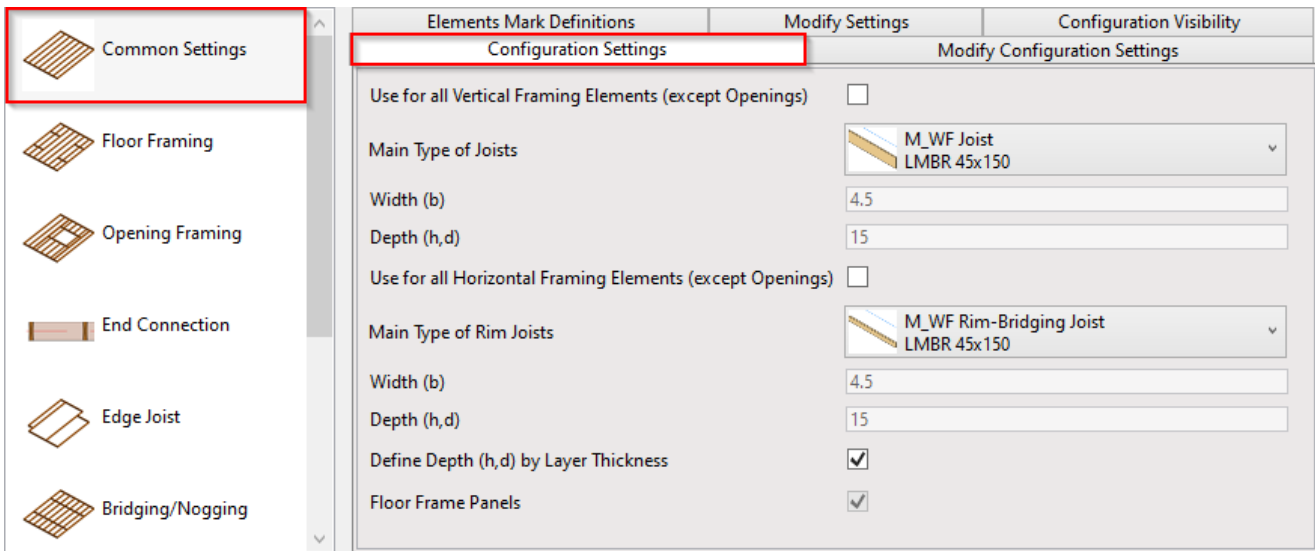 Common Settings
Floor Framing
Opening Framing
End Connection
Edge Joist
Bridging/Nogging
Elements Mark Definitions
Modify Settings
Configuration Visibility
Configuration Settings
Modify Configuration Settings
Use for all Vertical Framing Elements (except Openings)
Main Type of Joists
M_WF Joist
LMBR 45x150
Width (b)
4.5
Depth (h,d)
15
Use for all Horizontal Framing Elements (except Openings)
Main Type of Rim Joists
M_WF Rim-Bridging Joist
LMBR 45x150
Width (b)
4.5
Depth (h,d)
15
Define Depth (h,d) by Layer Thickness
Floor Frame Panels